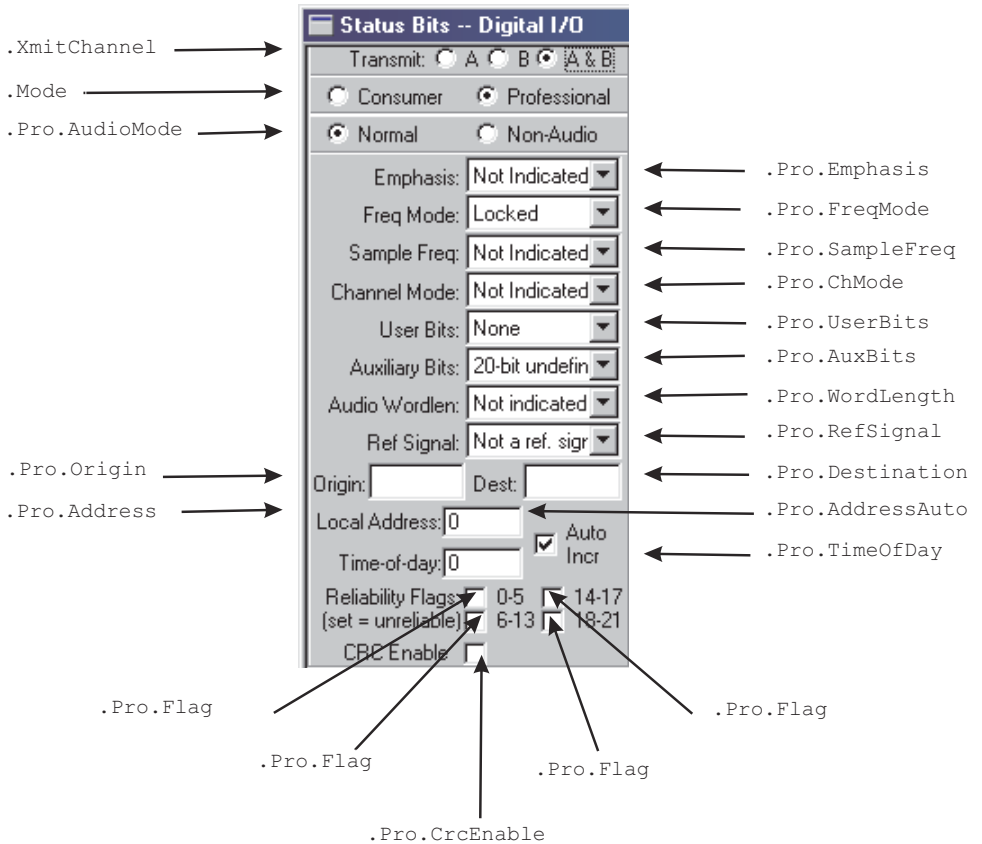 Status Bits -- Digital I/O
.XmitChannel
Transmit: A B A & B
.Mode
Consumer Professional
.Pro.AudioMode
Normal Non-Audio
Emphasis: Not Indicated
.Pro.Emphasis
Freq Mode: Locked
.Pro.FreqMode
Sample Freq: Not Indicated
.Pro.SampleFreq
Channel Mode: Not Indicated
.Pro.ChMode
User Bits: None
.Pro.UserBits
Auxiliary Bits: 20-bit undefin
.Pro.AuxBits
Audio Wordlen: Not indicated
.Pro.WordLength
Ref Signal: Not a ref. sigr
.Pro.RefSignal
.Pro.Origin
Origin: Dest:
.Pro.Destination
.Pro.Address
Local Address: 0
.Pro.AddressAuto
Auto
Incr
Time-of-day: 0
.Pro.TimeOfDay
Reliability Flags: 0-5 14-17
(set = unreliable) 6-13 18-21
CRC Enable
.Pro.Flag
.Pro.Flag
.Pro.Flag
.Pro.Flag
.Pro.CrcEnable